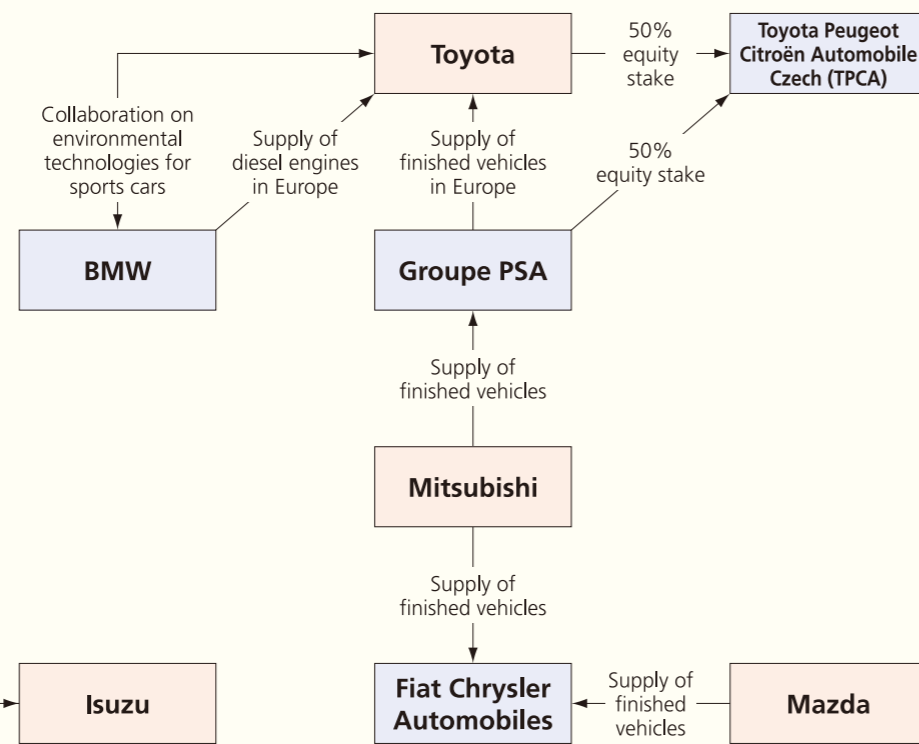 Toyota
50%
equity
stake
Toyota Peugeot
Citroën Automobile
Czech (TPCA)
Collaboration on
environmental
technologies for
sports cars
Supply of
diesel engines
in Europe
Supply of
finished vehicles
in Europe
50%
equity stake
BMW
Groupe PSA
Supply of
finished vehicles
Mitsubishi
Supply of
finished vehicles
Isuzu
Fiat Chrysler
Automobiles
Supply of
finished
vehicles
Mazda